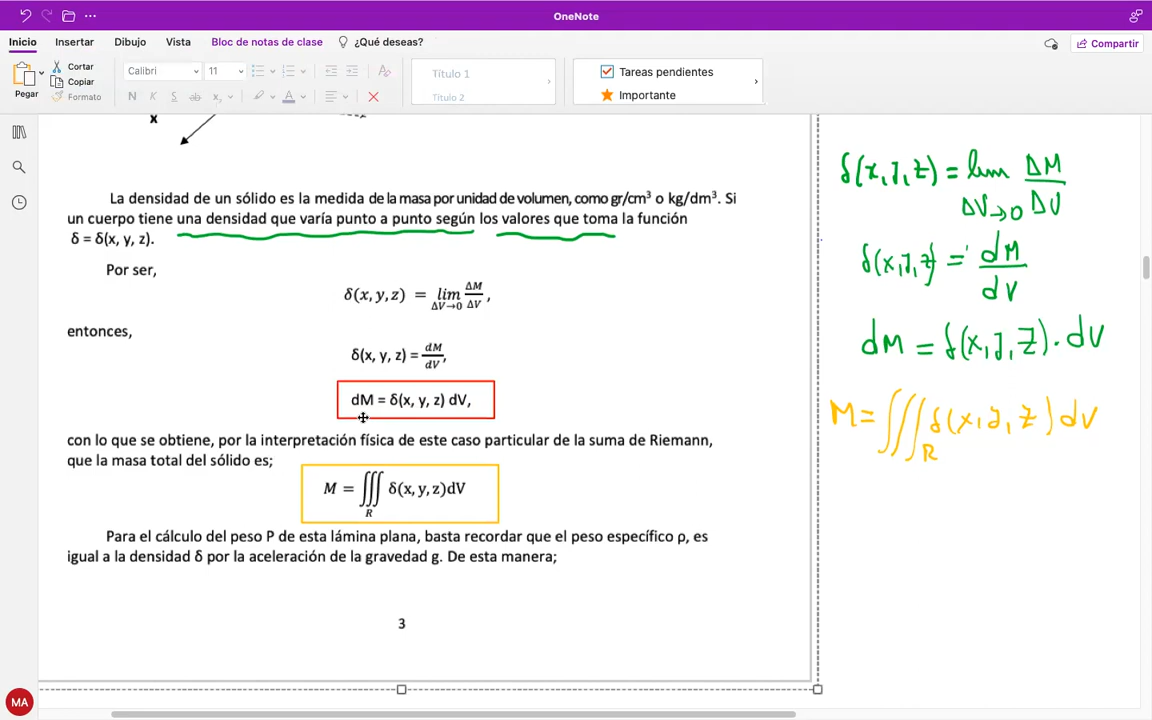 OneNote
Inicio Insertar Dibujo Vista Bloc de notas de clase ¿Qué deseas? Compartir
Pegar Cortar Copiar Formato
Calibri 11
N K S ab x A
Título 1
Título 2
Tareas pendientes
Importante
x
La densidad de un sólido es la medida de la masa por unidad de volumen, como gr/cm³ o kg/dm³. Si
un cuerpo tiene una densidad que varía punto a punto según los valores que toma la función
δ = δ(x, y, z).
Por ser,
δ(x, y, z) = lim ΔV→0 ΔM/ΔV ,
entonces,
δ(x, y, z) = dM/dV,
dM = δ(x, y, z) dV,
con lo que se obtiene, por la interpretación física de este caso particular de la suma de Riemann,
que la masa total del sólido es;
M = ∭ R δ(x, y, z)dV
Para el cálculo del peso P de esta lámina plana, basta recordar que el peso específico ρ, es
igual a la densidad δ por la aceleración de la gravedad g. De esta manera;
3
δ(x,y,z) = lim ΔV→0 ΔM/ΔV
δ(x,y,z) = dM/dV
dM = δ(x,y,z) . dV
M = ∭ R δ(x,y,z) dV
MA